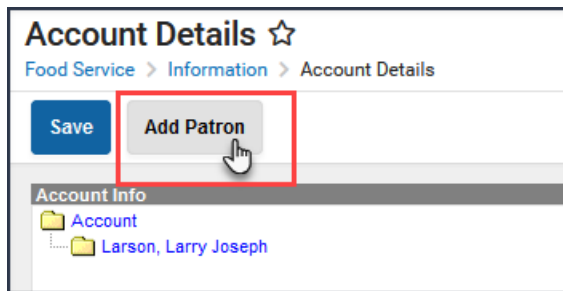 Account Details
Food Service > Information > Account Details
Save Add Patron
Account Info
Account
Larson, Larry Joseph